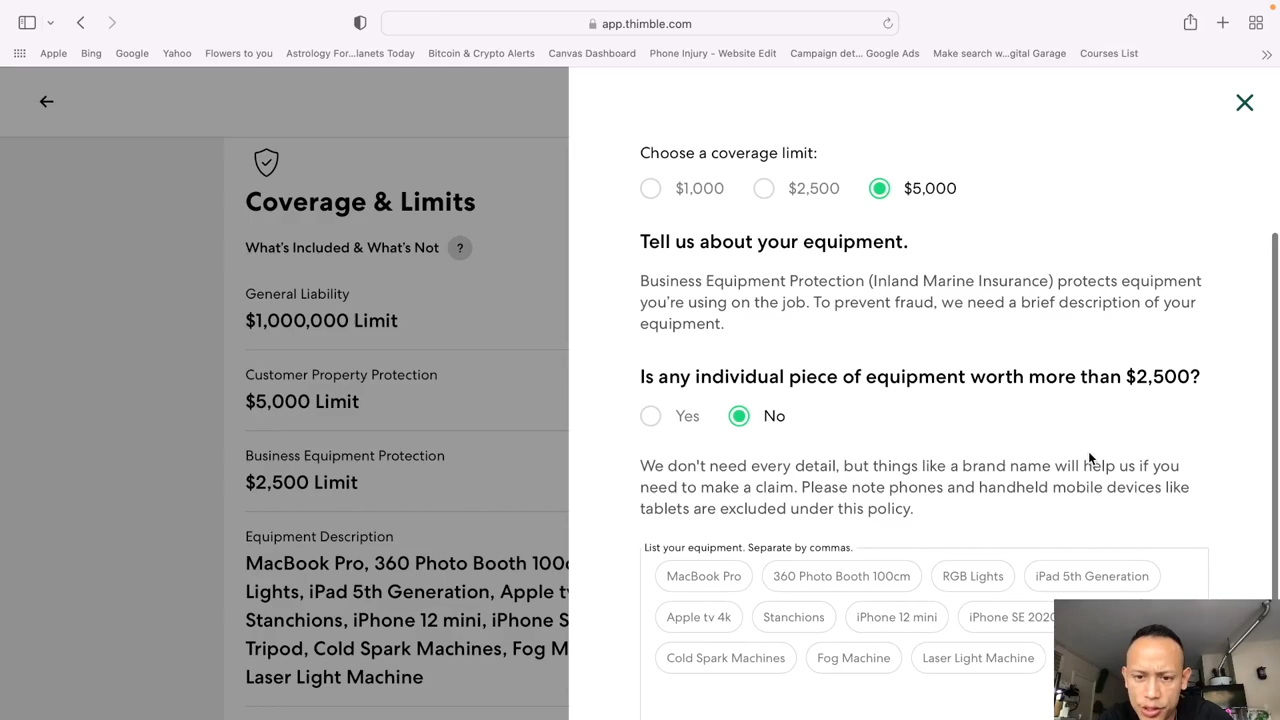 app.thimble.com
Apple
Bing
Google
Yahoo
Flowers to you
Astrology For...lanets Today
Bitcoin & Crypto Alerts
Canvas Dashboard
Phone Injury - Website Edit
Campaign det... Google Ads
Make search w...gital Garage
Courses List
Coverage & Limits
What's Included & What's Not ?
General Liability
$1,000,000 Limit
Customer Property Protection
$5,000 Limit
Business Equipment Protection
$2,500 Limit
Equipment Description
MacBook Pro, 360 Photo Booth 100c
Lights, iPad 5th Generation, Apple t
Stanchions, iPhone 12 mini, iPhone S
Tripod, Cold Spark Machines, Fog M
Laser Light Machine
Choose a coverage limit:
$1,000 $2,500 $5,000
Tell us about your equipment.
Business Equipment Protection (Inland Marine Insurance) protects equipment
you're using on the job. To prevent fraud, we need a brief description of your
equipment.
Is any individual piece of equipment worth more than $2,500?
Yes No
We don't need every detail, but things like a brand name will help us if you
need to make a claim. Please note phones and handheld mobile devices like
tablets are excluded under this policy.
List your equipment. Separate by commas.
MacBook Pro 360 Photo Booth 100cm RGB Lights iPad 5th Generation
Apple tv 4k Stanchions iPhone 12 mini iPhone SE 2020
Cold Spark Machines Fog Machine Laser Light Machine